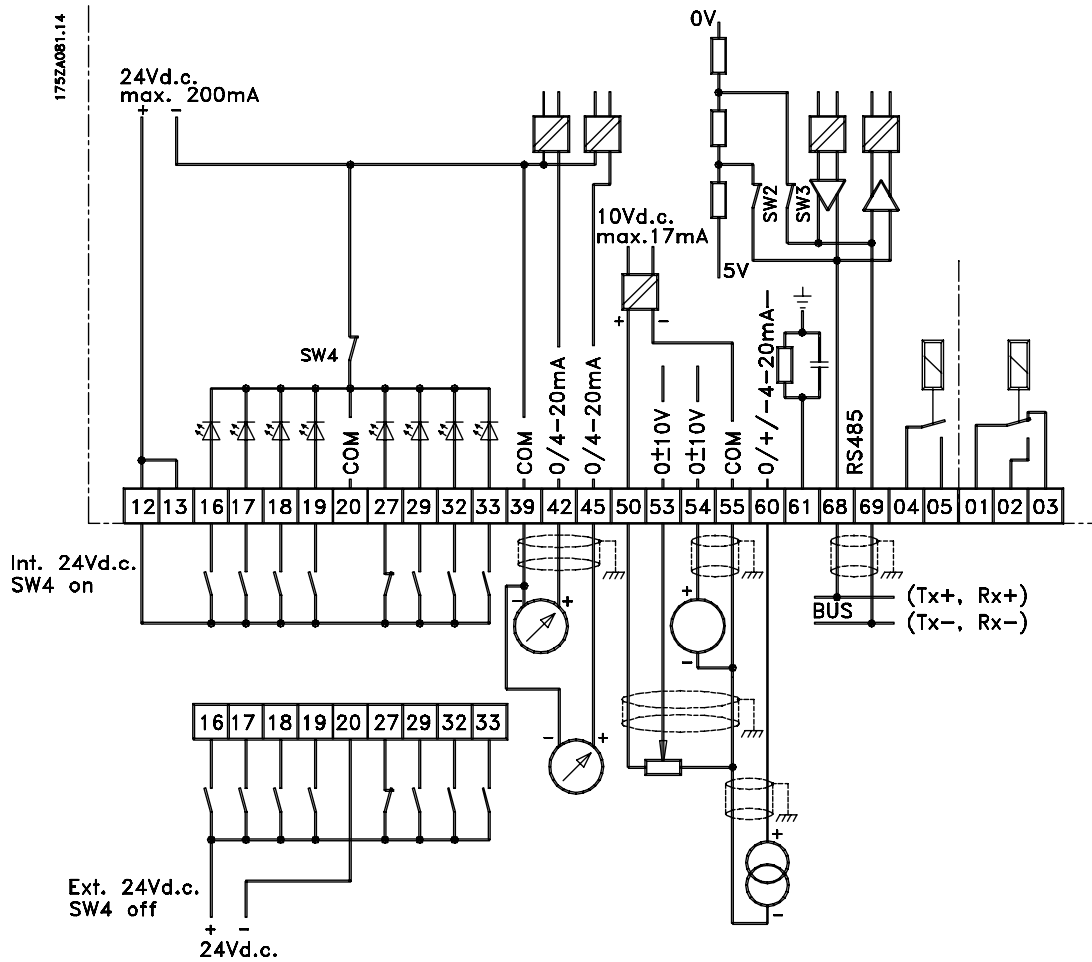 175ZA081.14
24Vd.c.
max. 200mA
+ -
0V
SW2
SW3
5V
10Vd.c.
max.17mA
+ -
SW4
COM
COM
0/4-20mA
0/4-20mA
0±10V
0±10V
COM
0/+/-4-20mA
RS485
12 13 16 17 18 19 20 27 29 32 33 39 42 45 50 53 54 55 60 61 68 69 04 05 01 02 03
Int. 24Vd.c.
SW4 on
- +
+
-
BUS
(Tx+, Rx+)
(Tx-, Rx-)
16 17 18 19 20 27 29 32 33
- +
+
-
Ext. 24Vd.c.
SW4 off
+ -
24Vd.c.